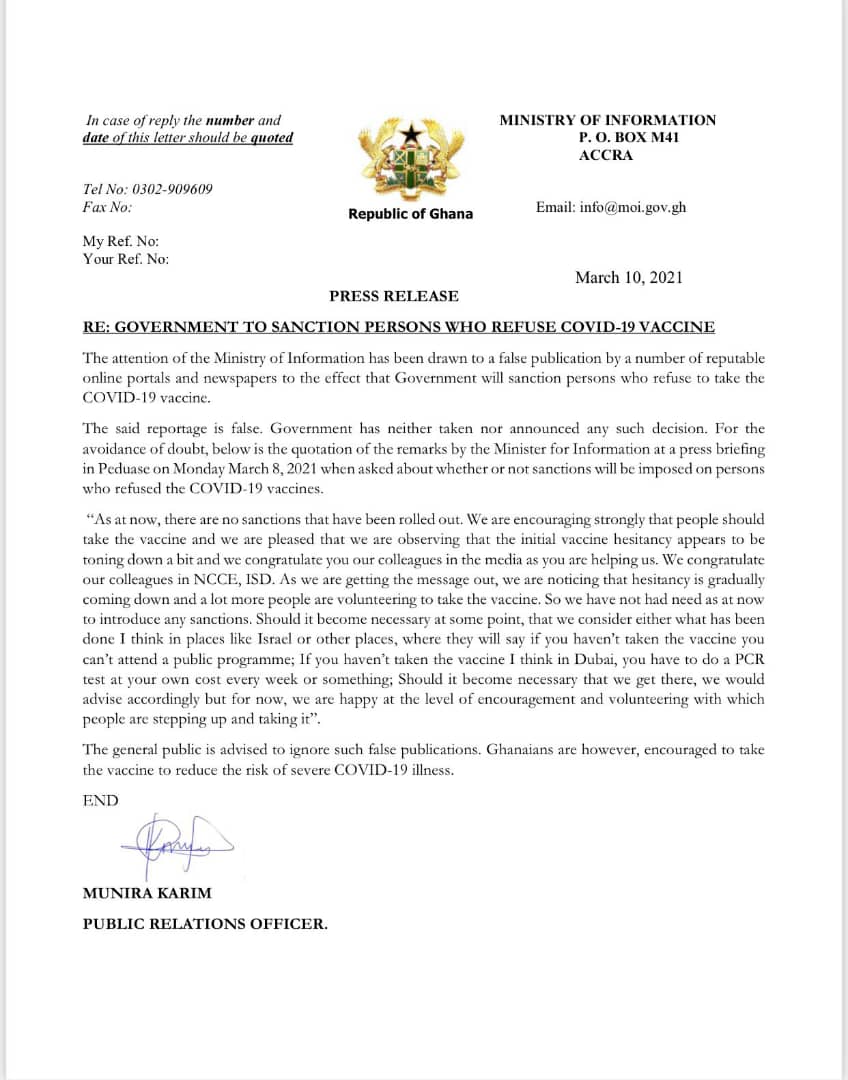 In case of reply the number and
date of this letter should be quoted
Tel No: 0302-909609
Fax No:
My Ref. No:
Your Ref. No:
Republic of Ghana
MINISTRY OF INFORMATION
P. O. BOX M41
ACCRA
Email: info@moi.gov.gh
March 10, 2021
PRESS RELEASE
RE: GOVERNMENT TO SANCTION PERSONS WHO REFUSE COVID-19 VACCINE
The attention of the Ministry of Information has been drawn to a false publication by a number of reputable
online portals and newspapers to the effect that Government will sanction persons who refuse to take the
COVID-19 vaccine.
The said reportage is false. Government has neither taken nor announced any such decision. For the
avoidance of doubt, below is the quotation of the remarks by the Minister for Information at a press briefing
in Peduase on Monday March 8, 2021 when asked about whether or not sanctions will be imposed on persons
who refused the COVID-19 vaccines.
“As at now, there are no sanctions that have been rolled out. We are encouraging strongly that people should
take the vaccine and we are pleased that we are observing that the initial vaccine hesitancy appears to be
toning down a bit and we congratulate you our colleagues in the media as you are helping us. We congratulate
our colleagues in NCCE, ISD. As we are getting the message out, we are noticing that hesitancy is gradually
coming down and a lot more people are volunteering to take the vaccine. So we have not had need as at now
to introduce any sanctions. Should it become necessary at some point, that we consider either what has been
done I think in places like Israel or other places, where they will say if you haven’t taken the vaccine you
can’t attend a public programme; If you haven’t taken the vaccine I think in Dubai, you have to do a PCR
test at your own cost every week or something; Should it become necessary that we get there, we would
advise accordingly but for now, we are happy at the level of encouragement and volunteering with which
people are stepping up and taking it”.
The general public is advised to ignore such false publications. Ghanaians are however, encouraged to take
the vaccine to reduce the risk of severe COVID-19 illness.
END
MUNIRA KARIM
PUBLIC RELATIONS OFFICER.